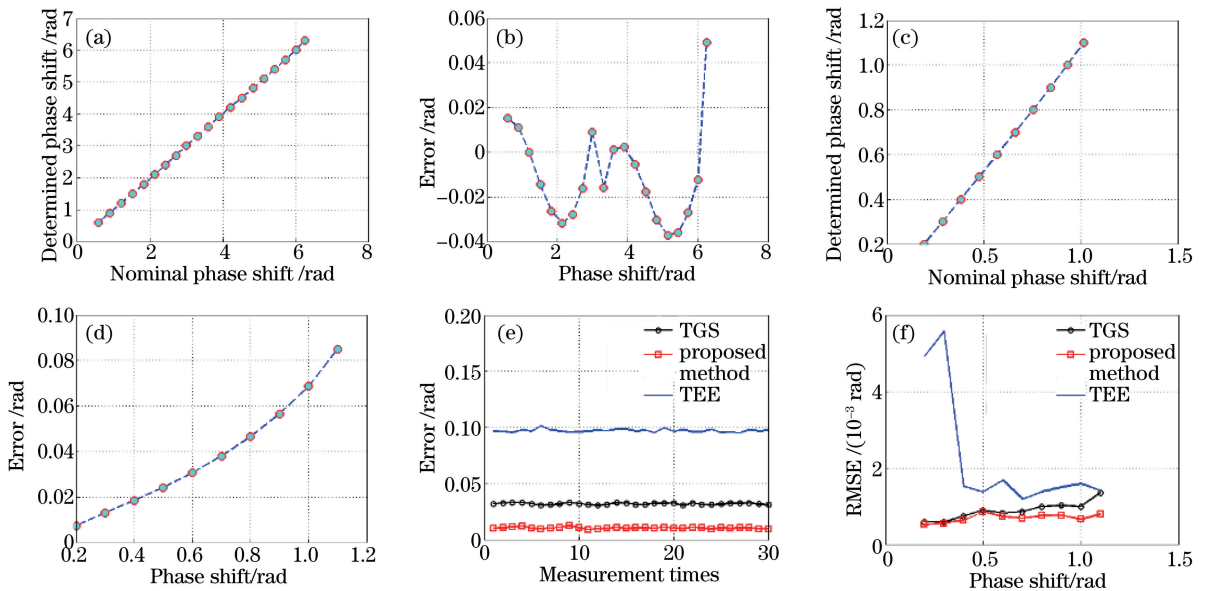 (a)
Determined phase shift /rad
7
6
5
4
3
2
1
0
0
2
4
6
8
Nominal phase shift /rad
(b)
Error /rad
0.06
0.04
0.02
0
−0.02
−0.04
0
2
4
6
8
Phase shift/rad
(c)
Determined phase shift /rad
1.2
1.0
0.8
0.6
0.4
0.2
0
0.5
1.0
1.5
Nominal phase shift/rad
(d)
Error /rad
0.10
0.08
0.06
0.04
0.02
0
0.2
0.4
0.6
0.8
1.0
1.2
Phase shift/rad
(e)
Error /rad
0.20
0.15
0.10
0.05
0
0
10
20
30
Measurement times
TGS
proposed
method
TEE
(f)
RMSE /(10⁻³ rad)
6
4
2
0
0
0.5
1.0
1.5
Phase shift/rad
TGS
proposed
method
TEE